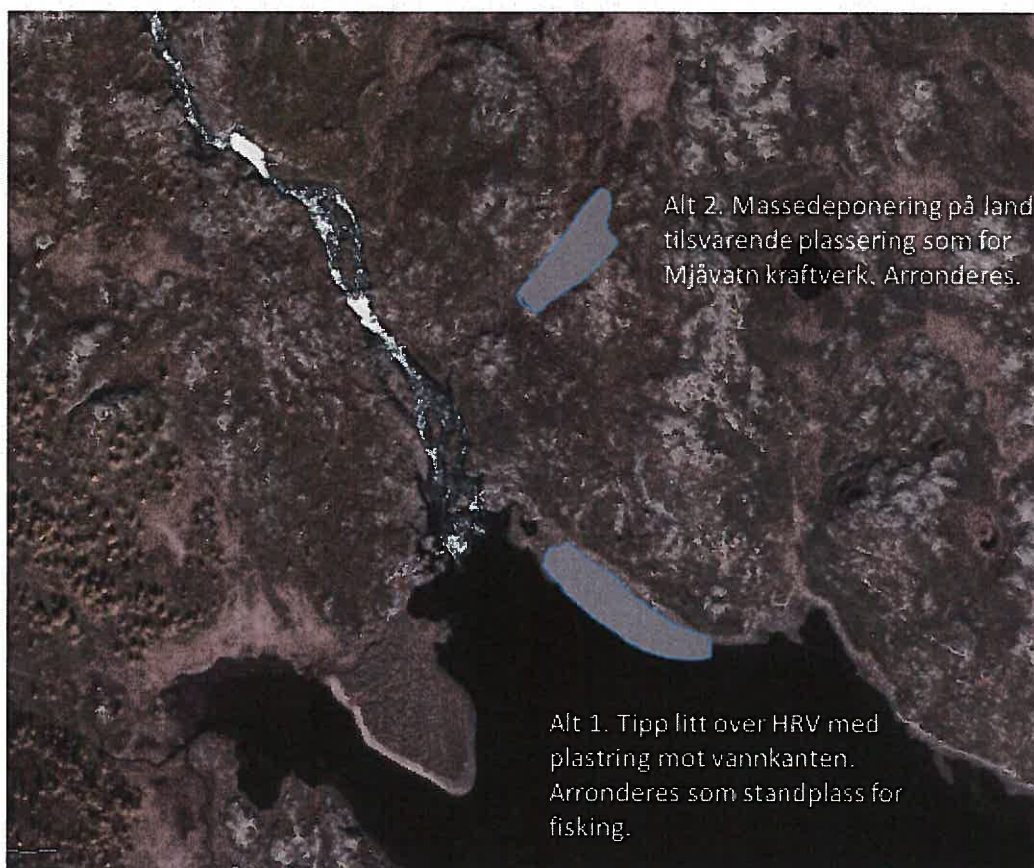 Alt 2. Massedeponering på land
tilsvarende plassering som for
Mjåvatn kraftverk. Arronderes.
Alt 1. Tipp litt over HRV med
plastring mot vannkanten.
Arronderes som standplass for
fisking.